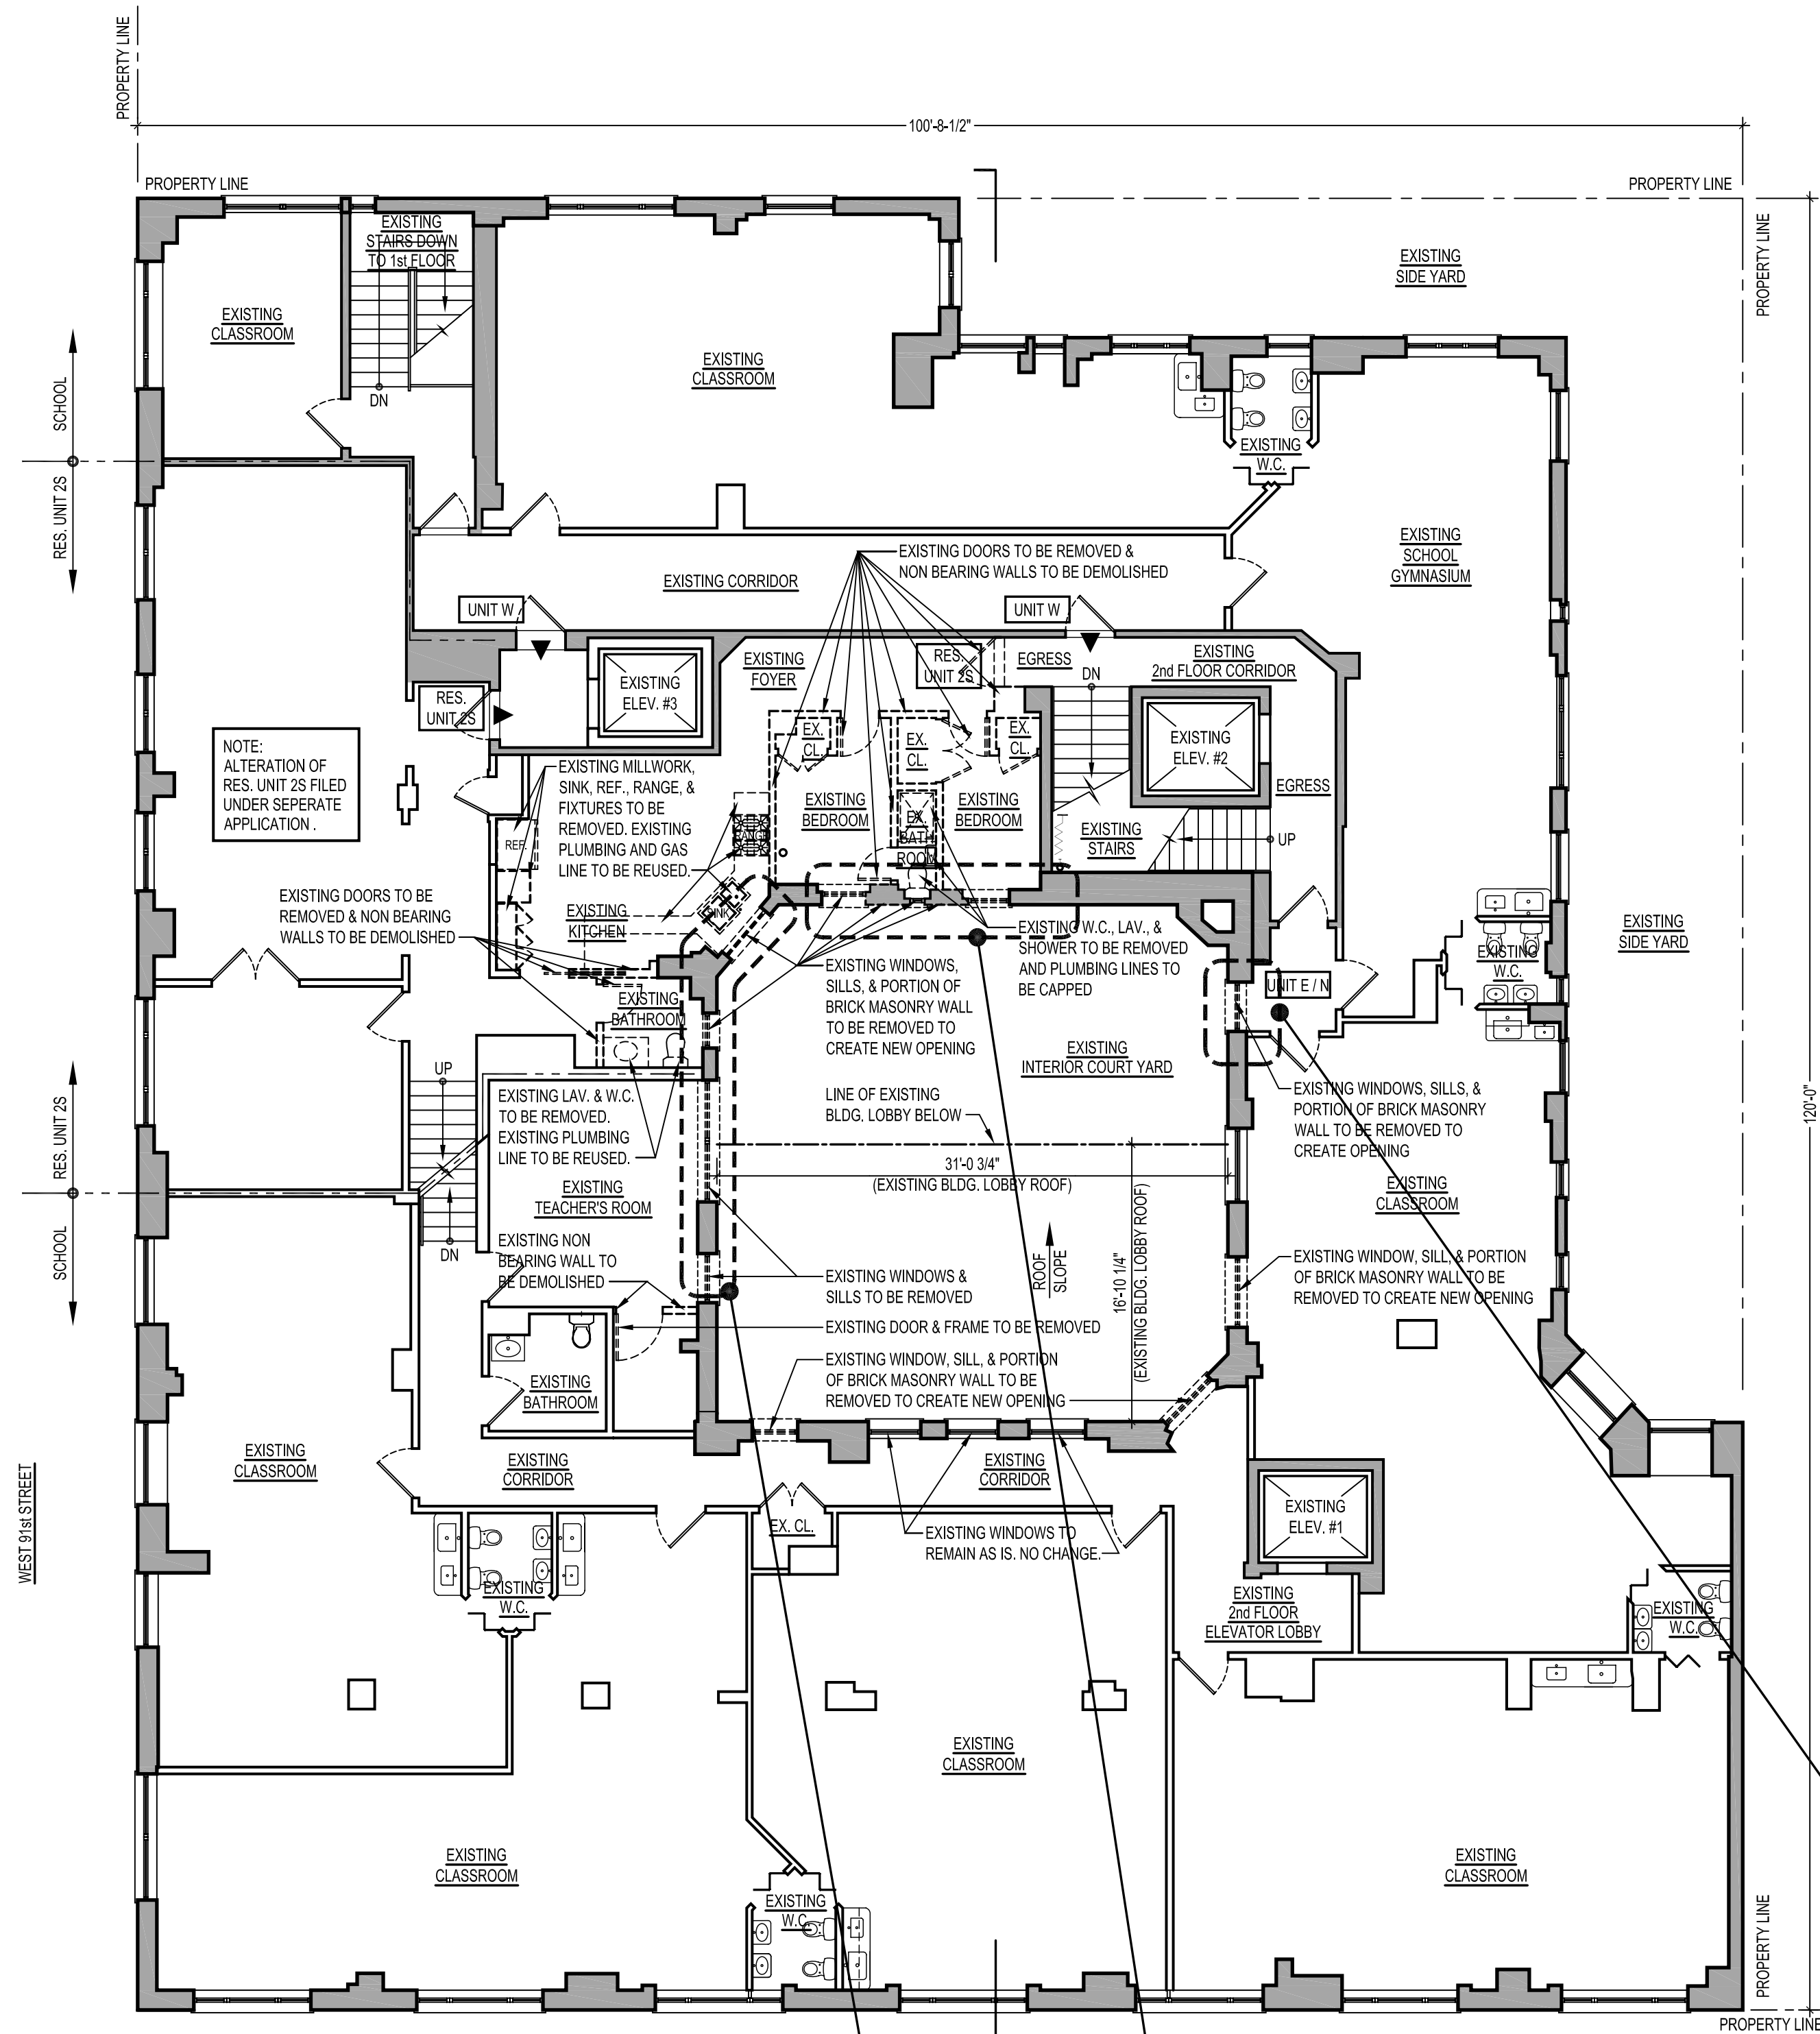 PROPERTY LINE
100'-8-1/2"
PROPERTY LINE
PROPERTY LINE
PROPERTY LINE
EXISTING
STAIRS DOWN
TO 1st FLOOR
DN
EXISTING
CLASSROOM
EXISTING
CLASSROOM
EXISTING
SIDE YARD
SCHOOL
RES. UNIT 2S
EXISTING
W.C.
EXISTING
SCHOOL
GYMNASIUM
EXISTING DOORS TO BE REMOVED &
NON BEARING WALLS TO BE DEMOLISHED
EXISTING CORRIDOR
UNIT W
UNIT W
EXISTING
FOYER
RES.
UNIT 2S
EGRESS
DN
EXISTING
2nd FLOOR CORRIDOR
RES.
UNIT 2S
EXISTING
ELEV. #3
EX.
CL.
EX.
CL.
EX.
CL.
EXISTING
ELEV. #2
EGRESS
NOTE:
ALTERATION OF
RES. UNIT 2S FILED
UNDER SEPERATE
APPLICATION .
EXISTING MILLWORK,
SINK, REF., RANGE, &
FIXTURES TO BE
REMOVED. EXISTING
PLUMBING AND GAS
LINE TO BE REUSED.
REF.
RANGE
EXISTING
BEDROOM
EX.
BATH
ROOM
EXISTING
BEDROOM
EXISTING
STAIRS
UP
EXISTING DOORS TO BE
REMOVED & NON BEARING
WALLS TO BE DEMOLISHED
EXISTING
KITCHEN
SINK
EXISTING W.C., LAV., &
SHOWER TO BE REMOVED
AND PLUMBING LINES TO
BE CAPPED
EXISTING WINDOWS,
SILLS, & PORTION OF
BRICK MASONRY WALL
TO BE REMOVED TO
CREATE NEW OPENING
EXISTING
SIDE YARD
EXISTING
W.C.
UNIT E / N
EXISTING
BATHROOM
EXISTING
INTERIOR COURT YARD
UP
EXISTING LAV. & W.C.
TO BE REMOVED.
EXISTING PLUMBING
LINE TO BE REUSED.
LINE OF EXISTING
BLDG. LOBBY BELOW
EXISTING WINDOWS, SILLS, &
PORTION OF BRICK MASONRY
WALL TO BE REMOVED TO
CREATE OPENING
120'-0"
31'-0 3/4"
(EXISTING BLDG. LOBBY ROOF)
RES. UNIT 2S
SCHOOL
EXISTING
TEACHER'S ROOM
EXISTING
CLASSROOM
DN
EXISTING NON
BEARING WALL TO
BE DEMOLISHED
ROOF
SLOPE
16'-10 1/4"
(EXISTING BLDG. LOBBY ROOF)
EXISTING WINDOWS &
SILLS TO BE REMOVED
EXISTING WINDOW, SILL, & PORTION
OF BRICK MASONRY WALL TO BE
REMOVED TO CREATE NEW OPENING
EXISTING DOOR & FRAME TO BE REMOVED
EXISTING WINDOW, SILL, & PORTION
OF BRICK MASONRY WALL TO BE
REMOVED TO CREATE NEW OPENING
EXISTING
BATHROOM
EXISTING
CLASSROOM
EXISTING
CORRIDOR
EXISTING
CORRIDOR
WEST 91st STREET
EX. CL.
EXISTING WINDOWS TO
REMAIN AS IS. NO CHANGE.
EXISTING
ELEV. #1
EXISTING
W.C.
EXISTING
2nd FLOOR
ELEVATOR LOBBY
EXISTING
W.C.
EXISTING
CLASSROOM
EXISTING
CLASSROOM
EXISTING
CLASSROOM
EXISTING
W.C.
PROPERTY LINE
PROPERTY LINE